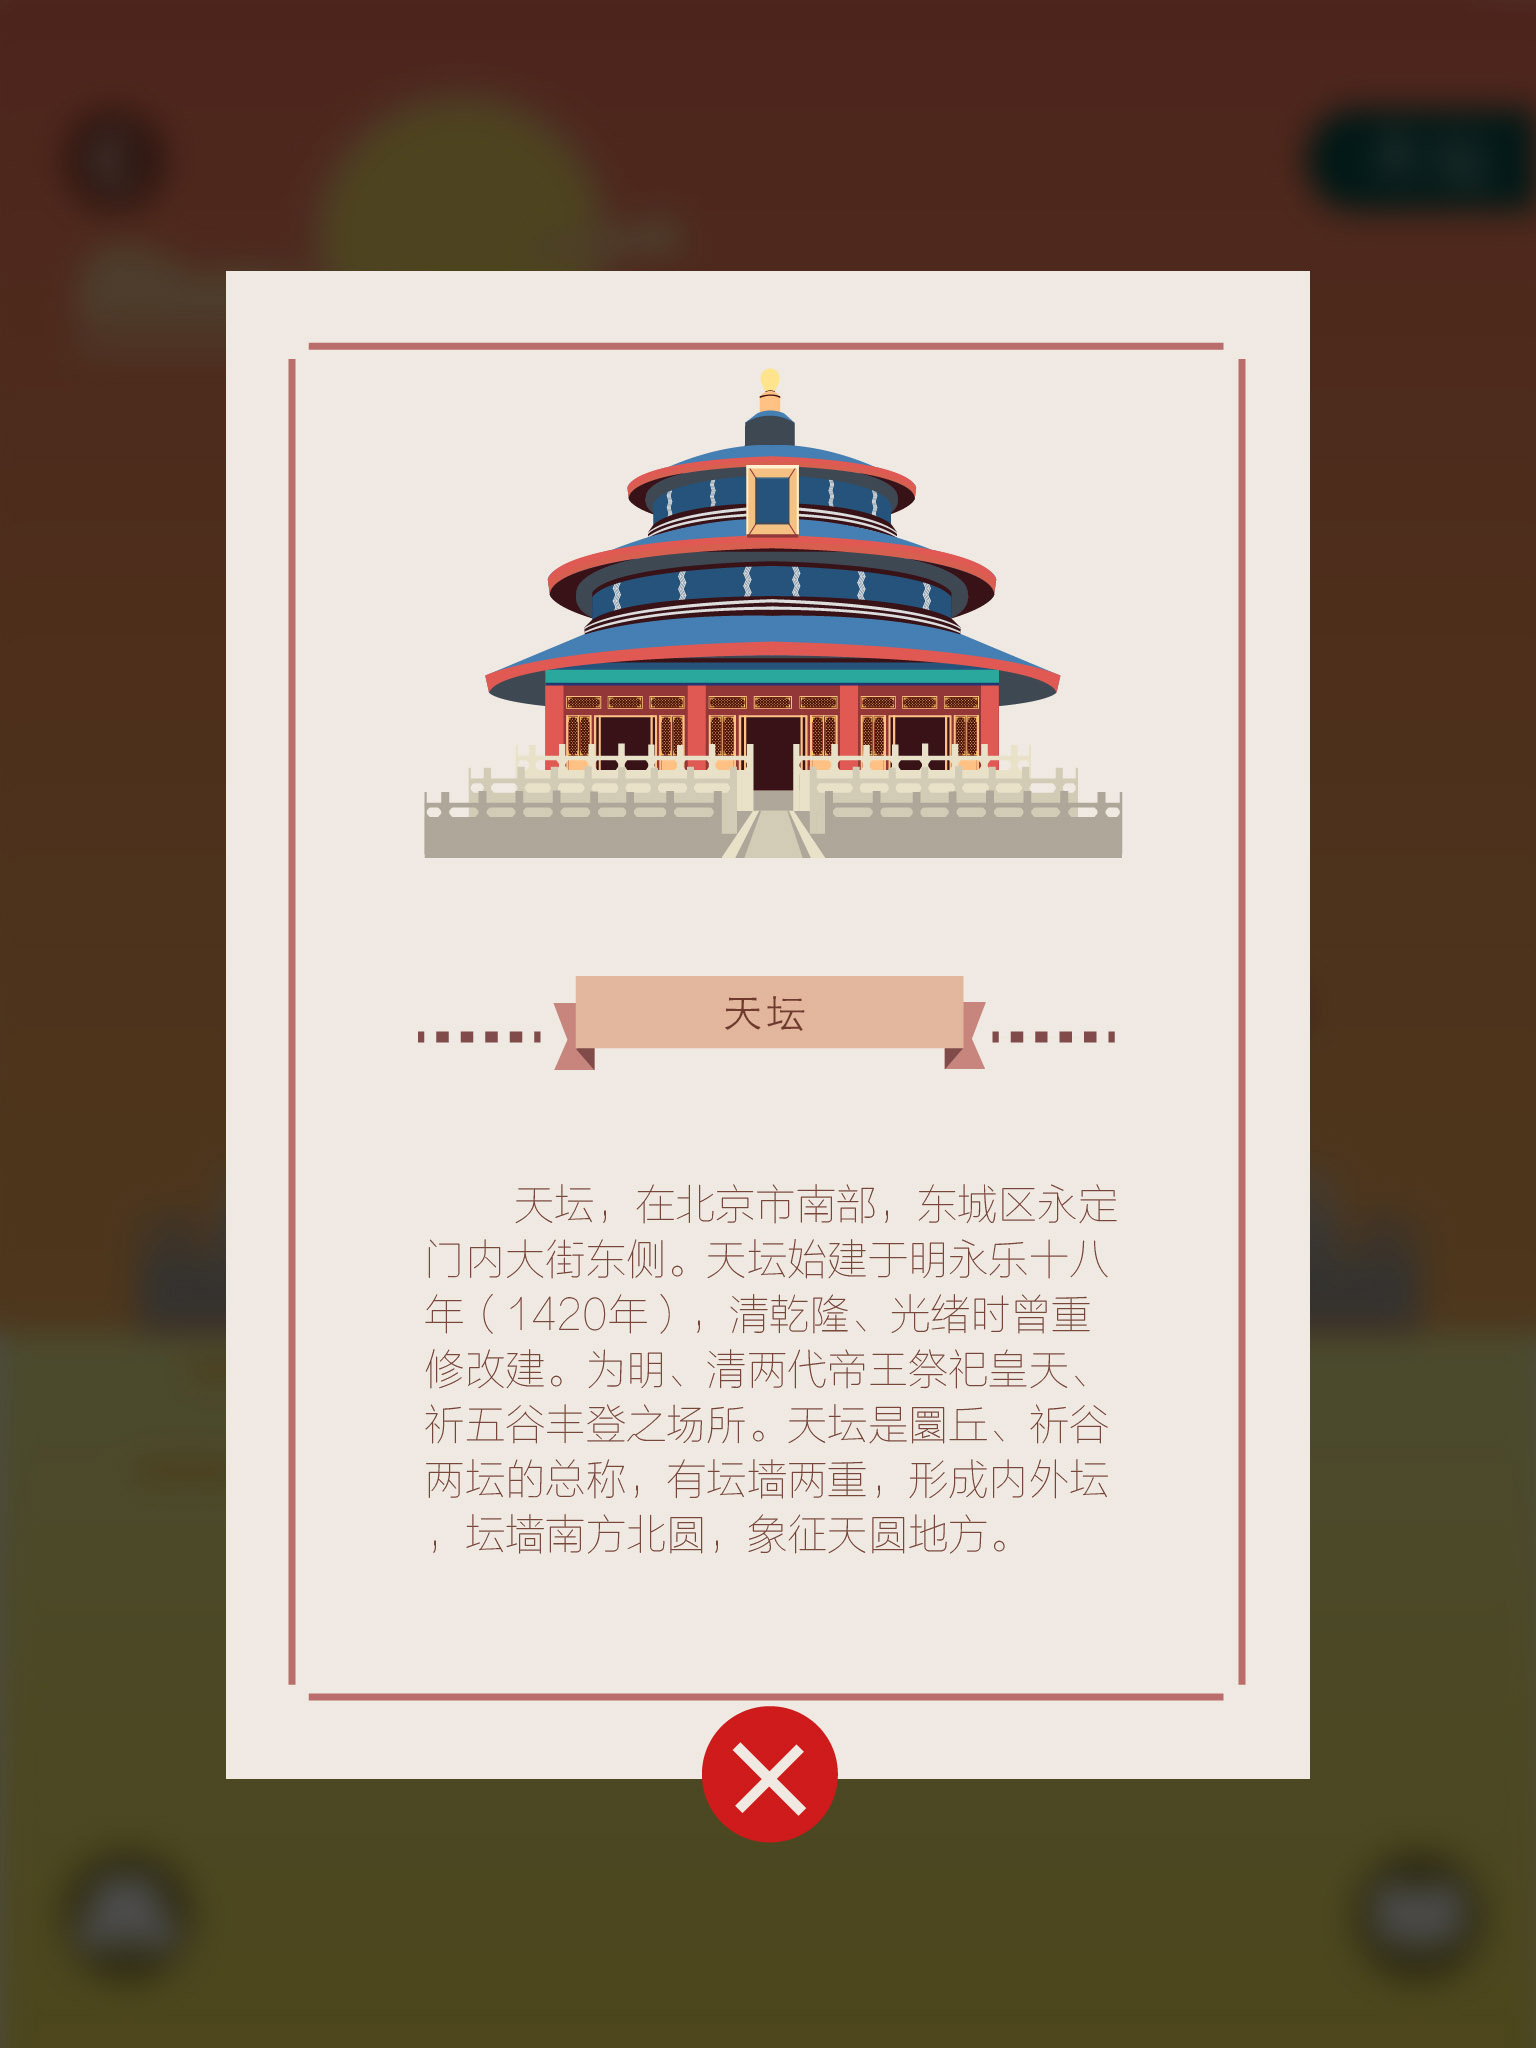 天坛
天坛，在北京市南部，东城区永定
门内大街东侧。天坛始建于明永乐十八
年（1420年），清乾隆、光绪时曾重
修改建。为明、清两代帝王祭祀皇天、
祈五谷丰登之场所。天坛是圜丘、祈谷
两坛的总称，有坛墙两重，形成内外坛
，坛墙南方北圆，象征天圆地方。